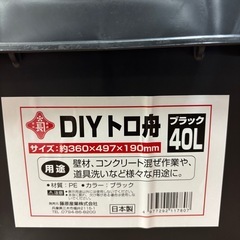 DIYトロ舟
ブラック
40L
サイズ：約360×497×190mm
用途
壁材、コンクリート混ぜ作業や、
道具洗いなど様々な用途に。
材質：PE ●カラー：ブラック
日本製